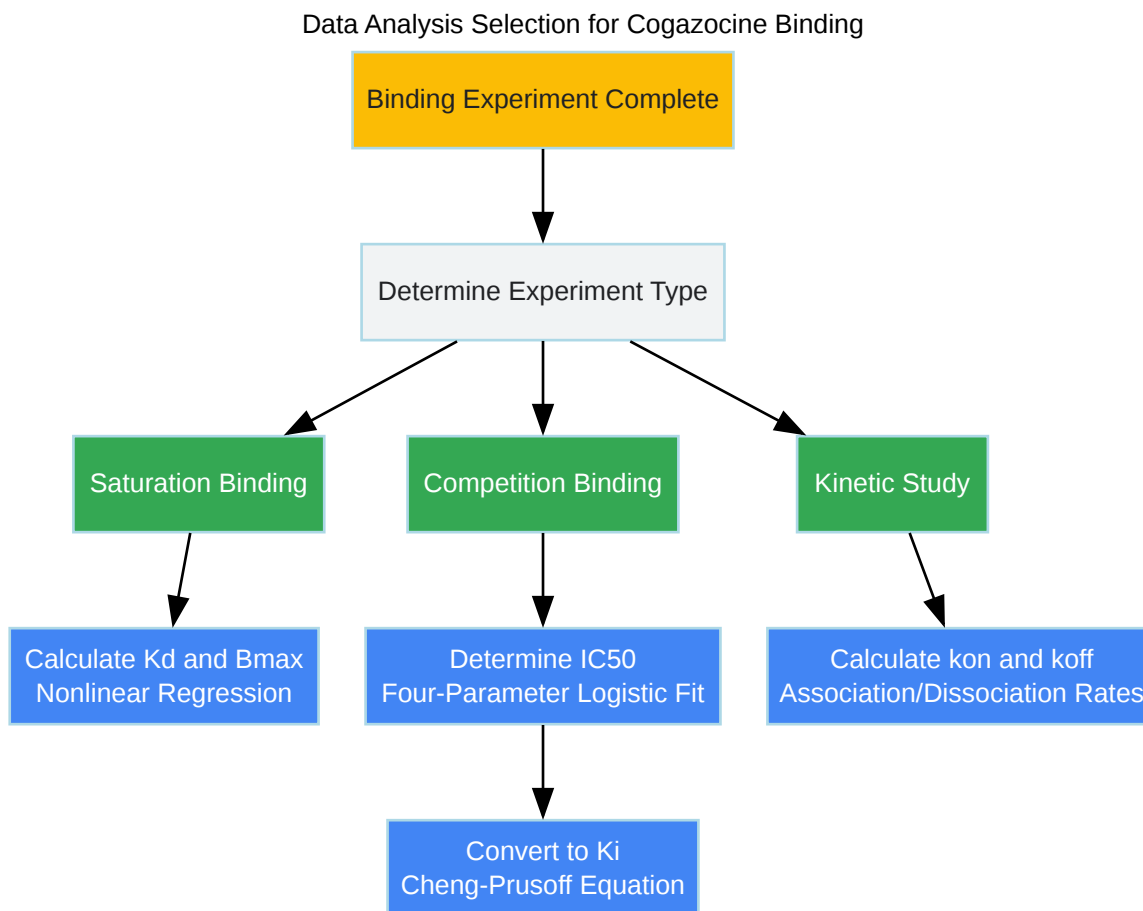 Data Analysis Selection for Cogazocine Binding
Binding Experiment Complete
Determine Experiment Type
Saturation Binding
Competition Binding
Kinetic Study
Calculate Kd and Bmax
Nonlinear Regression
Determine IC50
Four-Parameter Logistic Fit
Calculate kon and koff
Association/Dissociation Rates
Convert to Ki
Cheng-Prusoff Equation